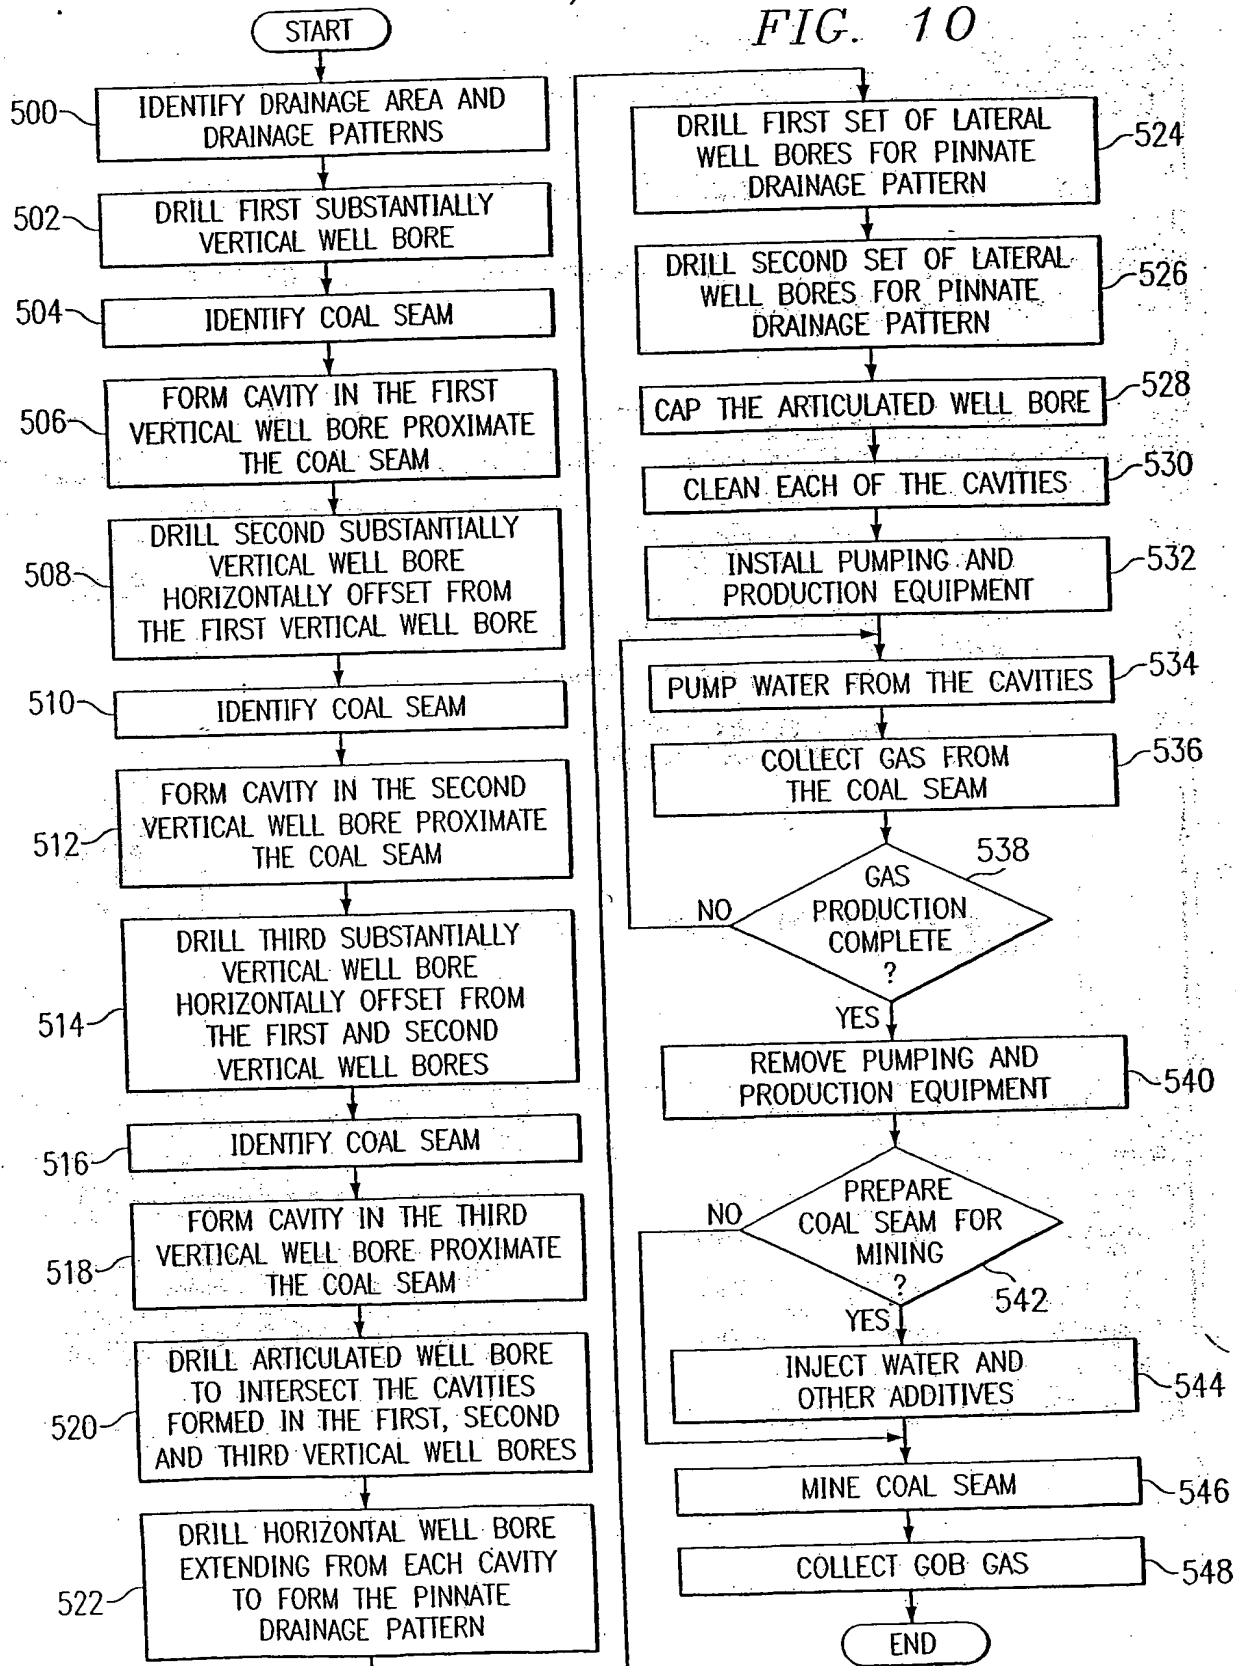 FIG. 10
START
500
IDENTIFY DRAINAGE AREA AND
DRAINAGE PATTERNS
502
DRILL FIRST SUBSTANTIALLY
VERTICAL WELL BORE
504
IDENTIFY COAL SEAM
506
FORM CAVITY IN THE FIRST
VERTICAL WELL BORE PROXIMATE
THE COAL SEAM
508
DRILL SECOND SUBSTANTIALLY
VERTICAL WELL BORE
HORIZONTALLY OFFSET FROM
THE FIRST VERTICAL WELL BORE
510
IDENTIFY COAL SEAM
512
FORM CAVITY IN THE SECOND
VERTICAL WELL BORE PROXIMATE
THE COAL SEAM
514
DRILL THIRD SUBSTANTIALLY
VERTICAL WELL BORE
HORIZONTALLY OFFSET FROM
THE FIRST AND SECOND
VERTICAL WELL BORES
516
IDENTIFY COAL SEAM
518
FORM CAVITY IN THE THIRD
VERTICAL WELL BORE PROXIMATE
THE COAL SEAM
520
DRILL ARTICULATED WELL BORE
TO INTERSECT THE CAVITIES
FORMED IN THE FIRST, SECOND
AND THIRD VERTICAL WELL BORES
522
DRILL HORIZONTAL WELL BORE
EXTENDING FROM EACH CAVITY
TO FORM THE PINNATE
DRAINAGE PATTERN
DRILL FIRST SET OF LATERAL
WELL BORES FOR PINNATE
DRAINAGE PATTERN
524
DRILL SECOND SET OF LATERAL
WELL BORES FOR PINNATE
DRAINAGE PATTERN
526
CAP THE ARTICULATED WELL BORE
528
CLEAN EACH OF THE CAVITIES
530
INSTALL PUMPING AND
PRODUCTION EQUIPMENT
532
PUMP WATER FROM THE CAVITIES
534
COLLECT GAS FROM
THE COAL SEAM
536
538
GAS
PRODUCTION
COMPLETE
?
NO
YES
REMOVE PUMPING AND
PRODUCTION EQUIPMENT
540
PREPARE
COAL SEAM FOR
MINING
?
NO
542
YES
INJECT WATER AND
OTHER ADDITIVES
544
MINE COAL SEAM
546
COLLECT GOB GAS
548
END